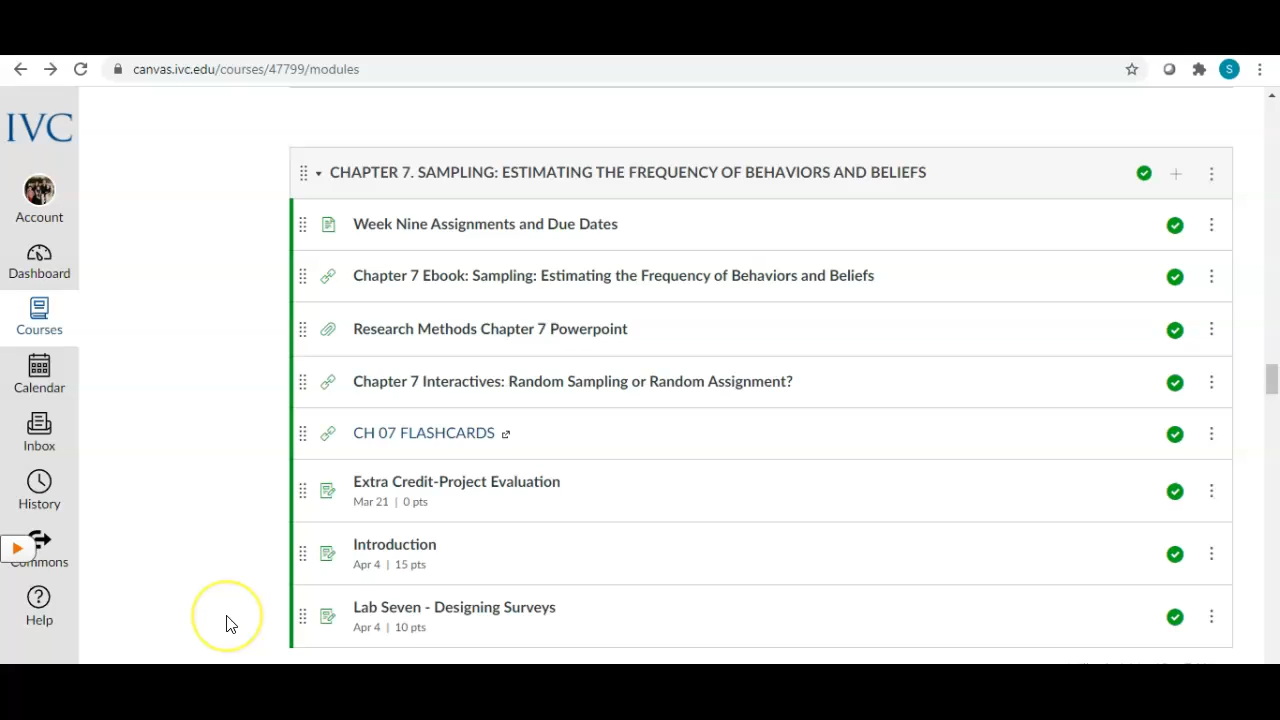 canvas.ivc.edu/courses/47799/modules
S
IVC
Account
Dashboard
Courses
Calendar
Inbox
History
Commons
Help
CHAPTER 7. SAMPLING: ESTIMATING THE FREQUENCY OF BEHAVIORS AND BELIEFS
Week Nine Assignments and Due Dates
Chapter 7 Ebook: Sampling: Estimating the Frequency of Behaviors and Beliefs
Research Methods Chapter 7 Powerpoint
Chapter 7 Interactives: Random Sampling or Random Assignment?
CH 07 FLASHCARDS
Extra Credit-Project Evaluation
Mar 21 | 0 pts
Introduction
Apr 4 | 15 pts
Lab Seven - Designing Surveys
Apr 4 | 10 pts